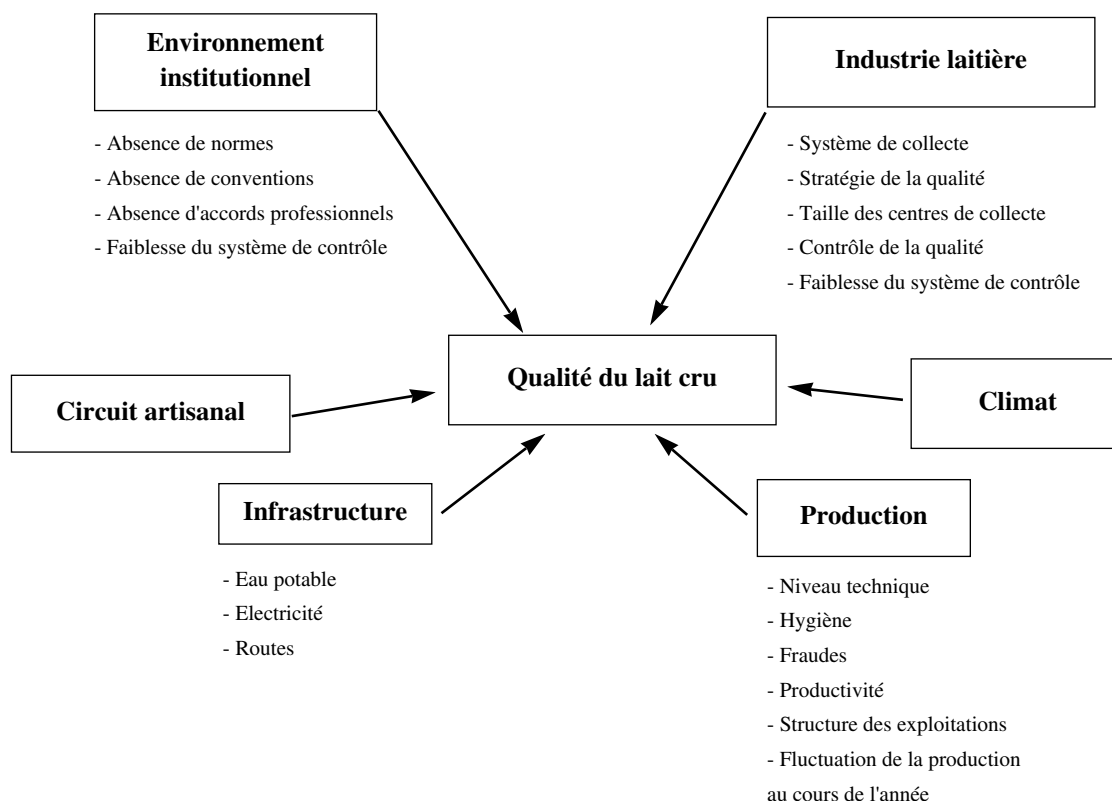 Environnement
institutionnel
- Absence de normes
- Absence de conventions
- Absence d'accords professionnels
- Faiblesse du système de contrôle
Industrie laitière
- Système de collecte
- Stratégie de la qualité
- Taille des centres de collecte
- Contrôle de la qualité
- Faiblesse du système de contrôle
Circuit artisanal
Qualité du lait cru
Climat
Infrastructure
- Eau potable
- Electricité
- Routes
Production
- Niveau technique
- Hygiène
- Fraudes
- Productivité
- Structure des exploitations
- Fluctuation de la production
au cours de l'année